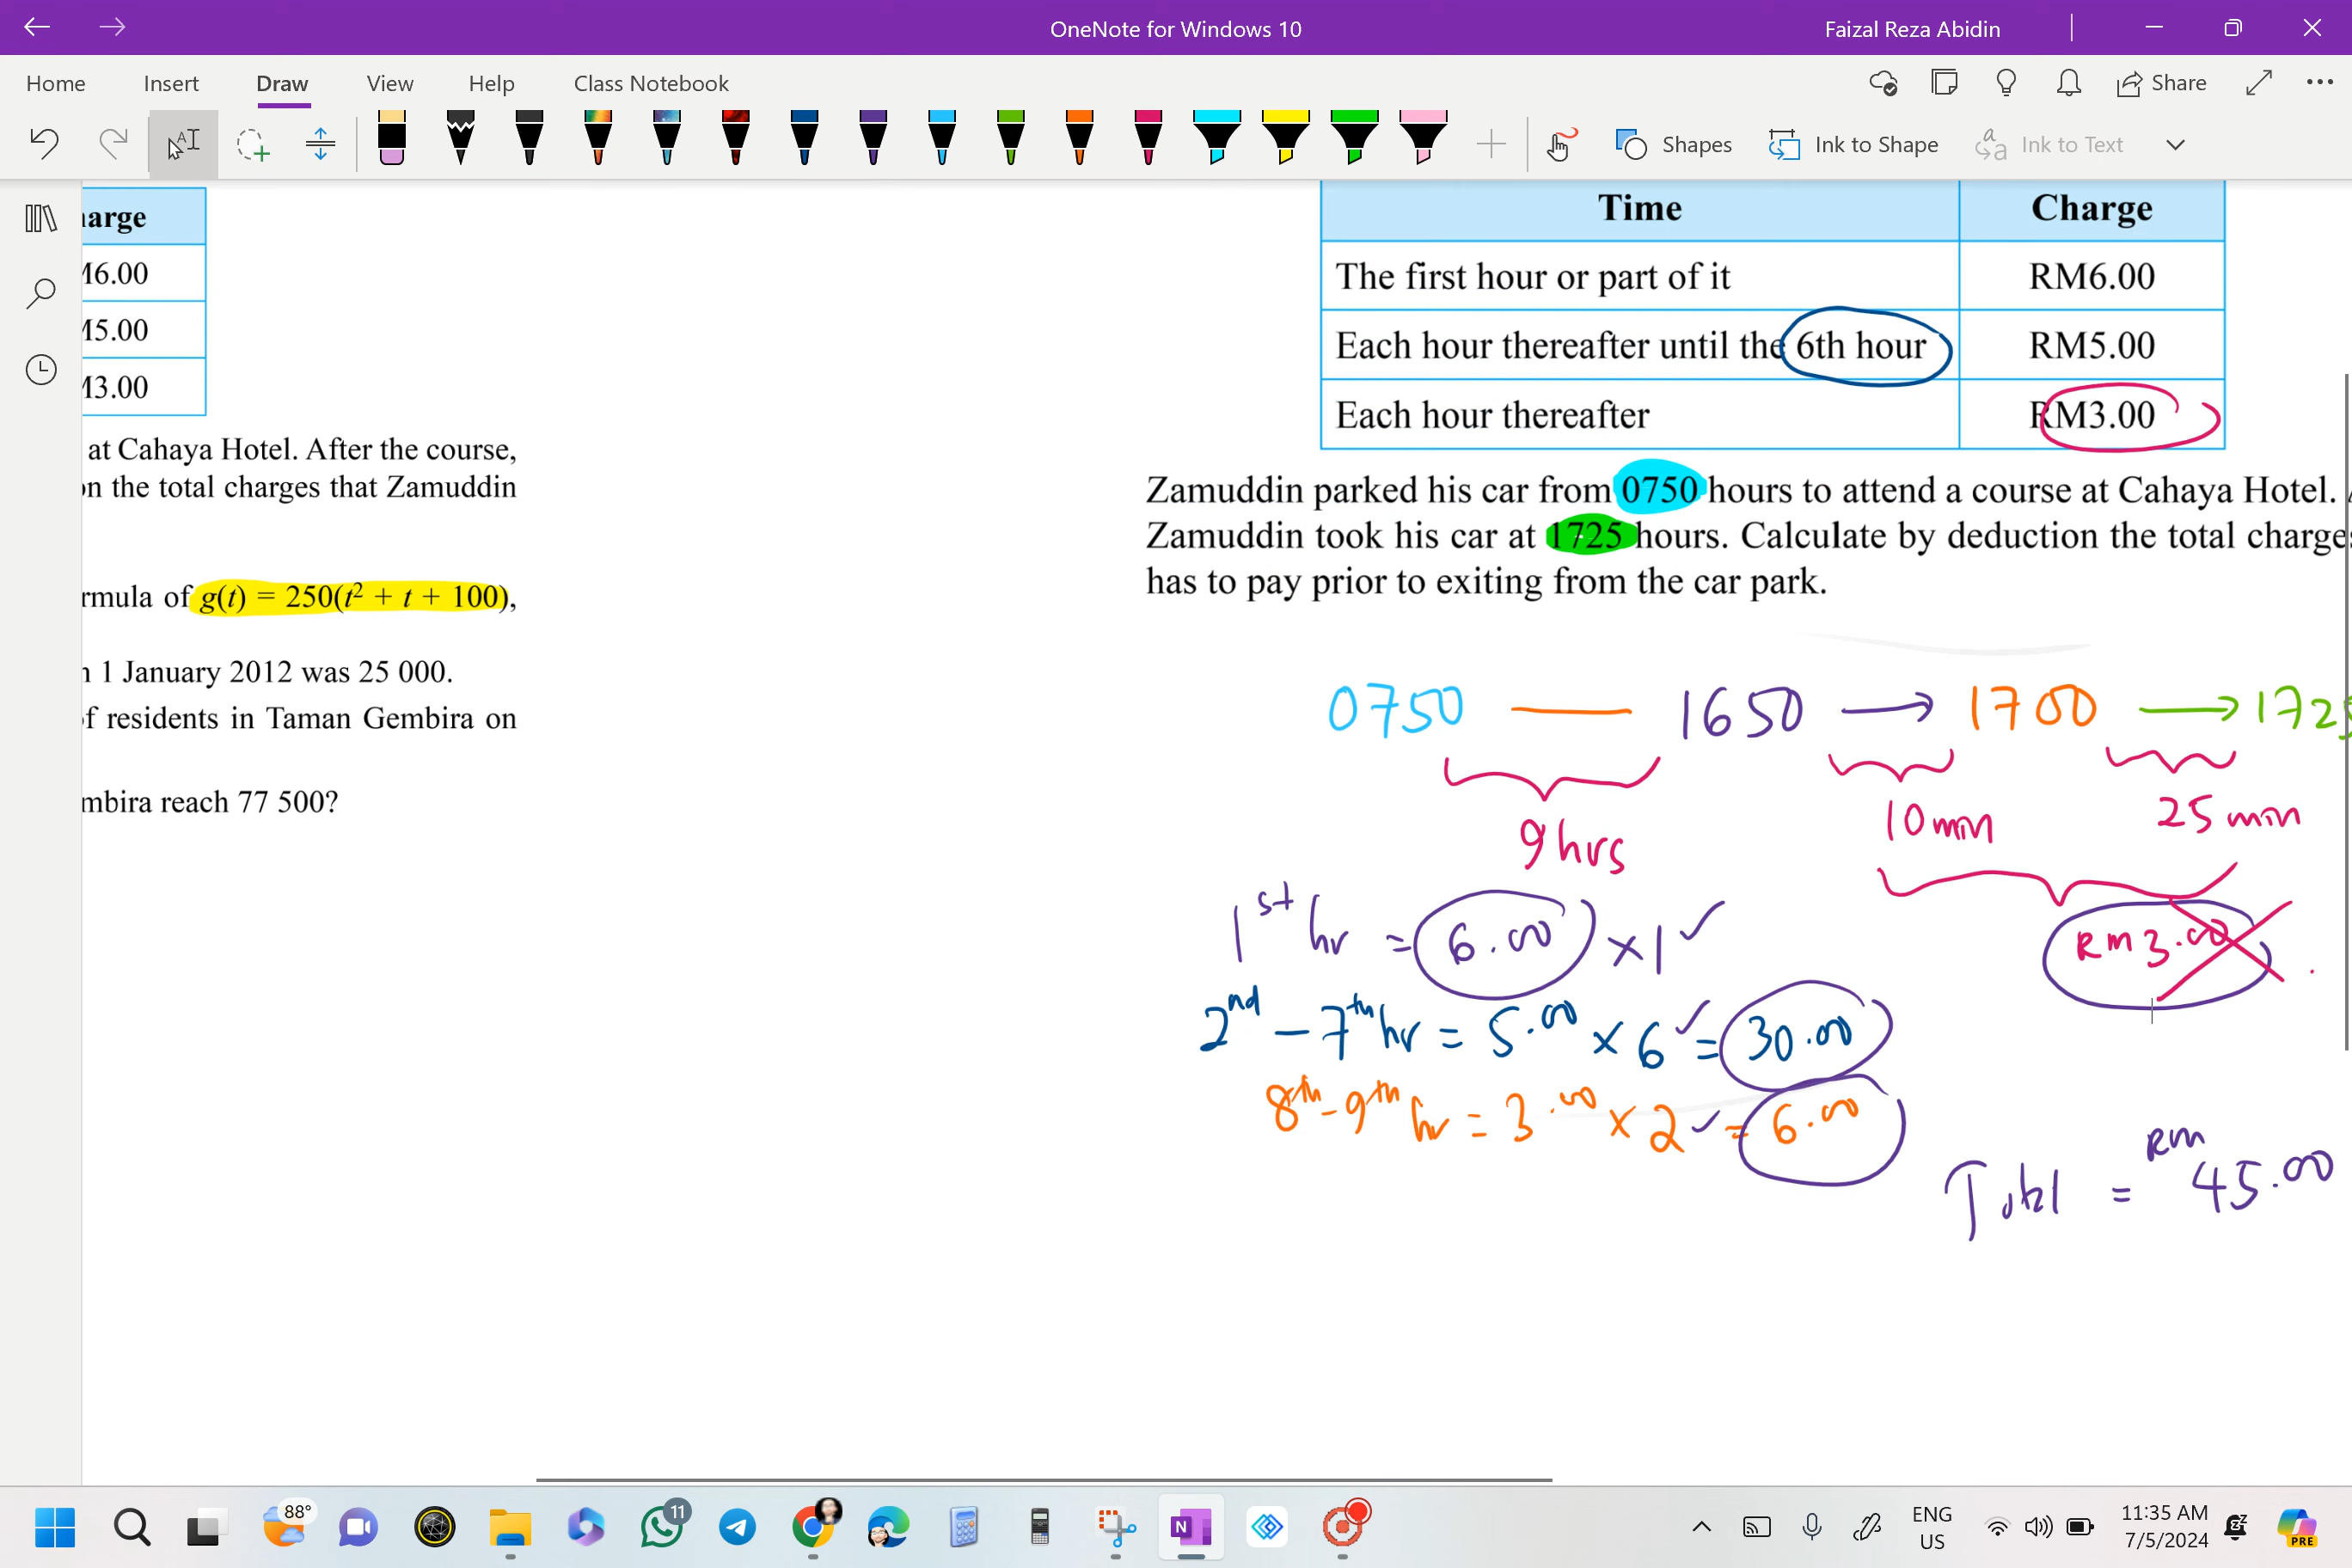 OneNote for Windows 10
Faizal Reza Abidin
Home Insert Draw View Help Class Notebook
Share
Shapes Ink to Shape Ink to Text
arge
M6.00
M5.00
M3.00
at Cahaya Hotel. After the course,
on the total charges that Zamuddin
rmula of g(t) = 250(t² + t + 100),
n 1 January 2012 was 25 000.
of residents in Taman Gembira on
mbira reach 77 500?
Time Charge
The first hour or part of it RM6.00
Each hour thereafter until the 6th hour RM5.00
Each hour thereafter RM3.00
Zamuddin parked his car from 0750 hours to attend a course at Cahaya Hotel.
Zamuddin took his car at 1725 hours. Calculate by deduction the total charge
has to pay prior to exiting from the car park.
0750 — 1650 → 1700 → 1725
9 hrs 10 min 25 min
1st hr = 6.00 × 1 ✓
RM 3.00
2nd – 7th hr = 5.00 × 6 ✓ = 30.00
8th – 9th hr = 3.00 × 2 ✓ = 6.00
Total = RM 45.00
88°
11
N
ENG
US
11:35 AM
7/5/2024
PRE